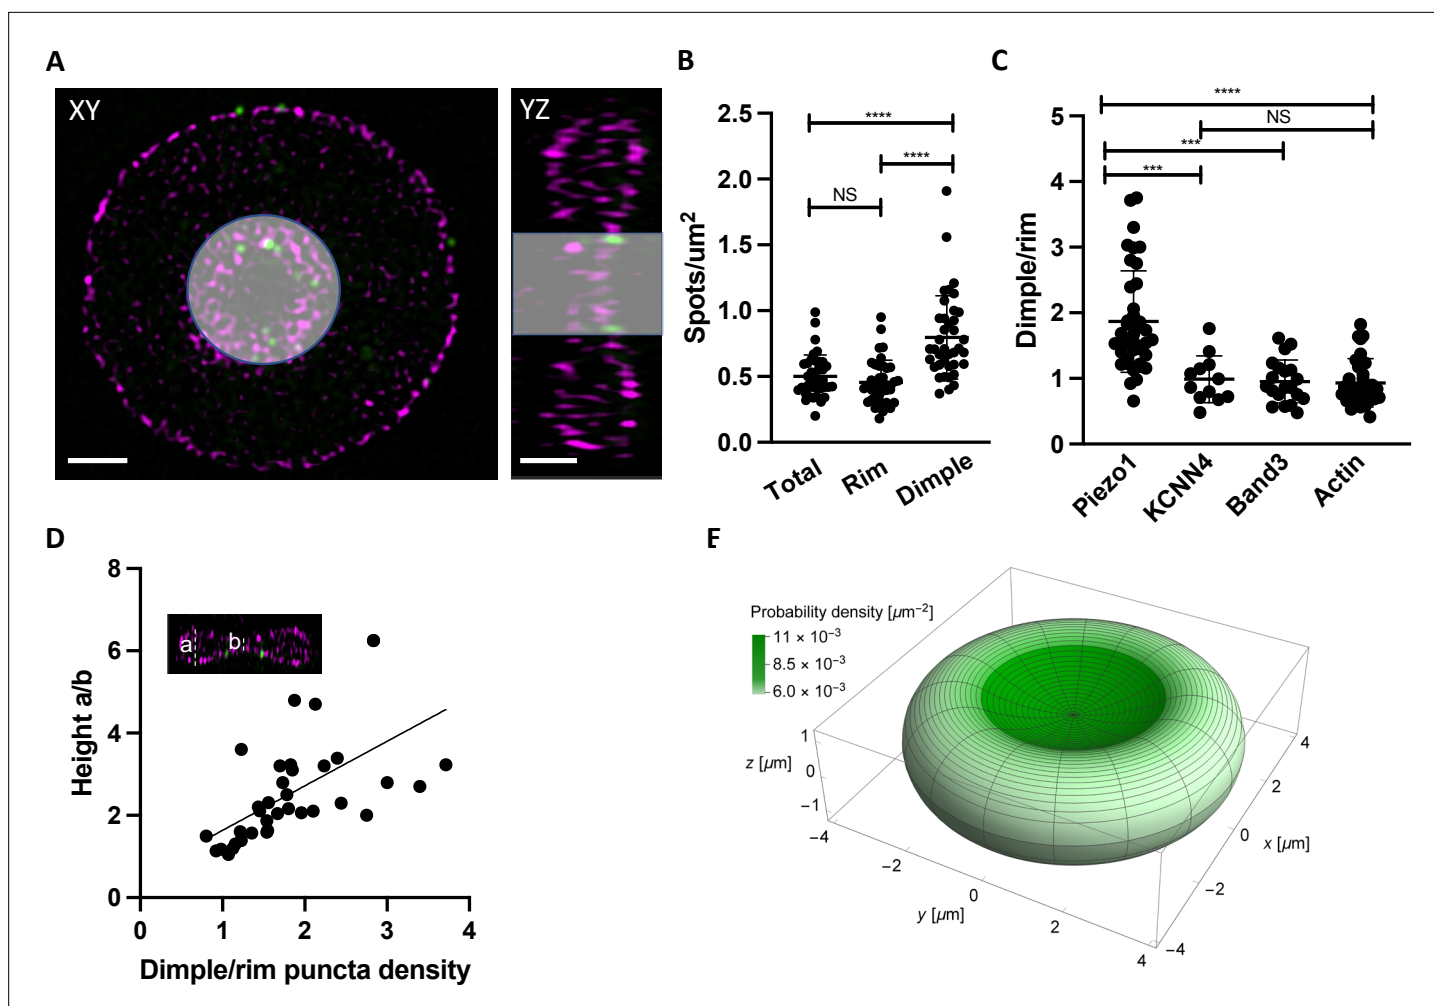 A
XY
YZ
B
2.5
2.0
1.5
1.0
0.5
0.0
Spots/um²
****
****
NS
Total
Rim
Dimple
C
5
4
3
2
1
0
Dimple/rim
****
NS
***
***
Piezo1
KCNN4
Band3
Actin
D
8
6
4
2
0
Height a/b
a
b
0
1
2
3
4
Dimple/rim puncta density
E
Probability density [μm⁻²]
11 × 10⁻³
8.5 × 10⁻³
6.0 × 10⁻³
1
0
−1
z [μm]
−4
−2
0
2
4
y [μm]
4
2
0
−2
−4
x [μm]